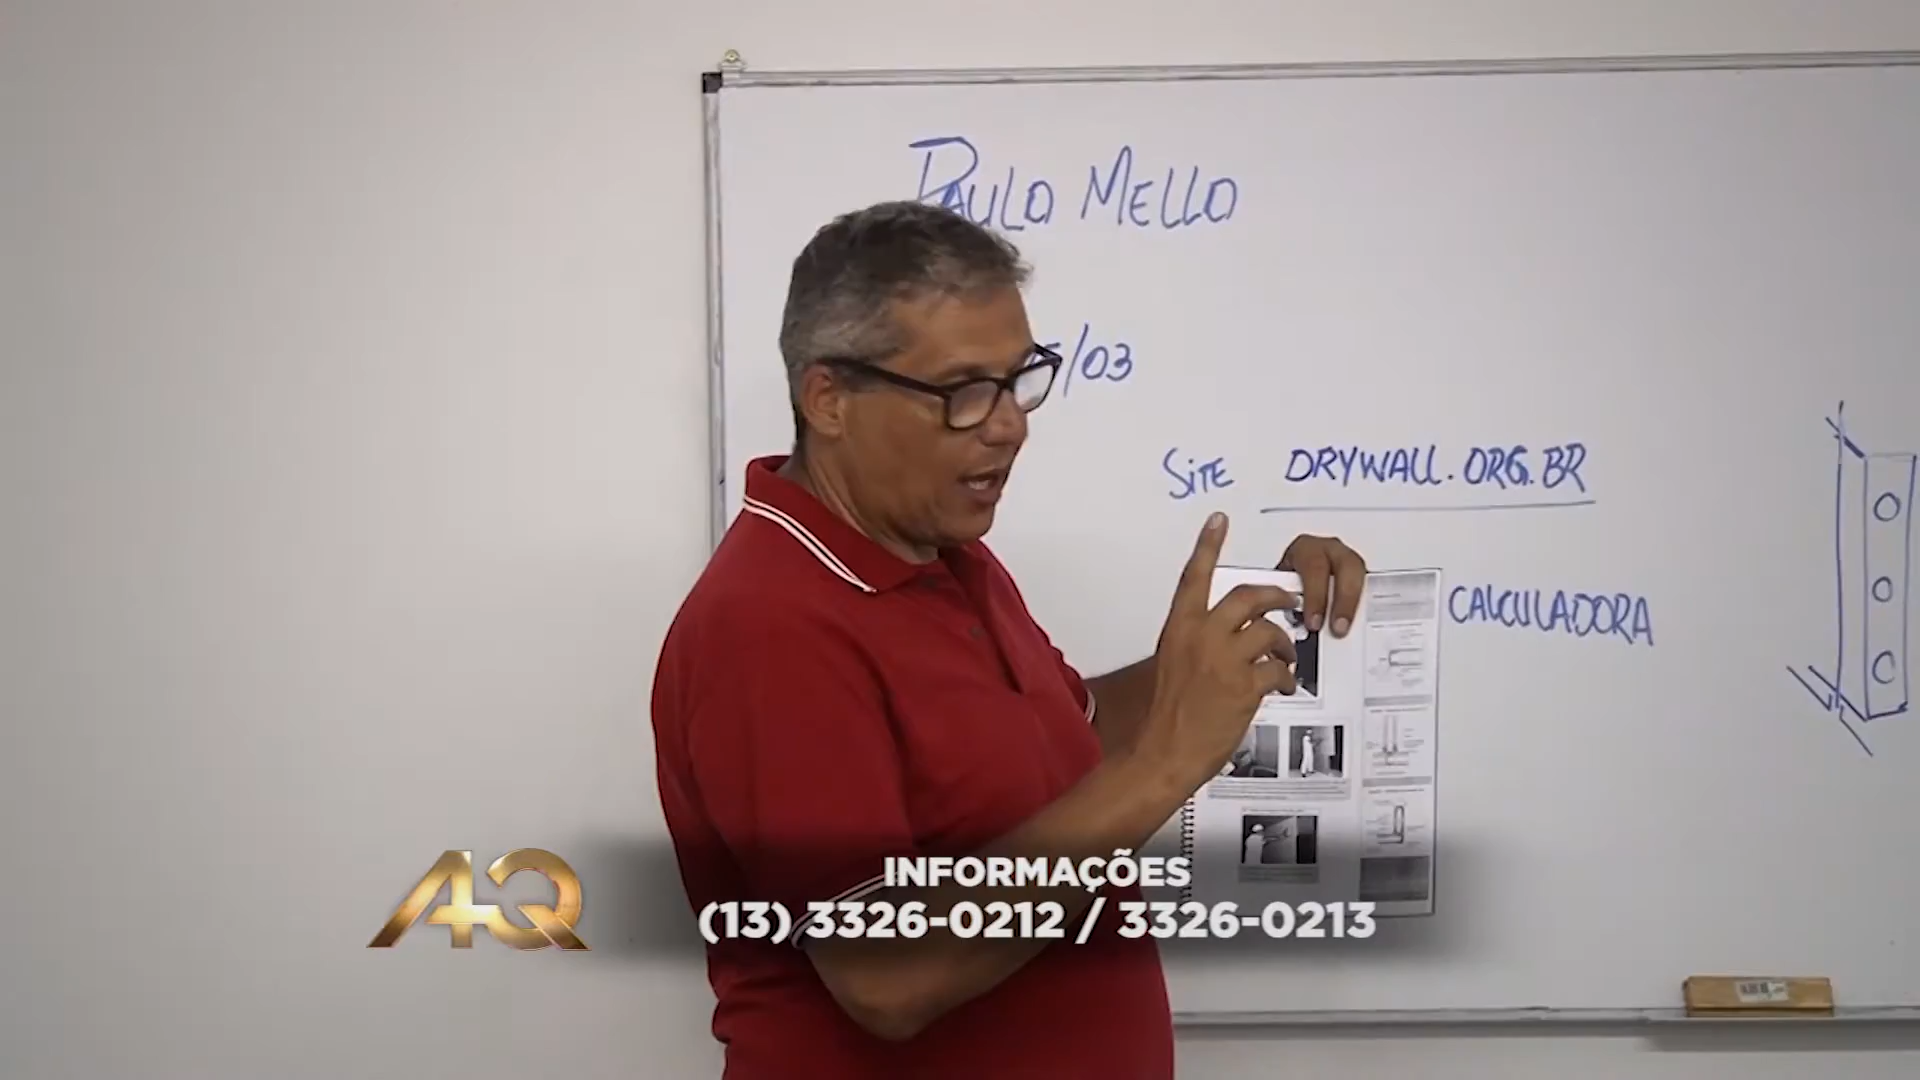 PAULO MELLO
/03
SITE DRYWALL.ORG.BR
CALCULADORA
AQ
INFORMAÇÕES
(13) 3326-0212 / 3326-0213